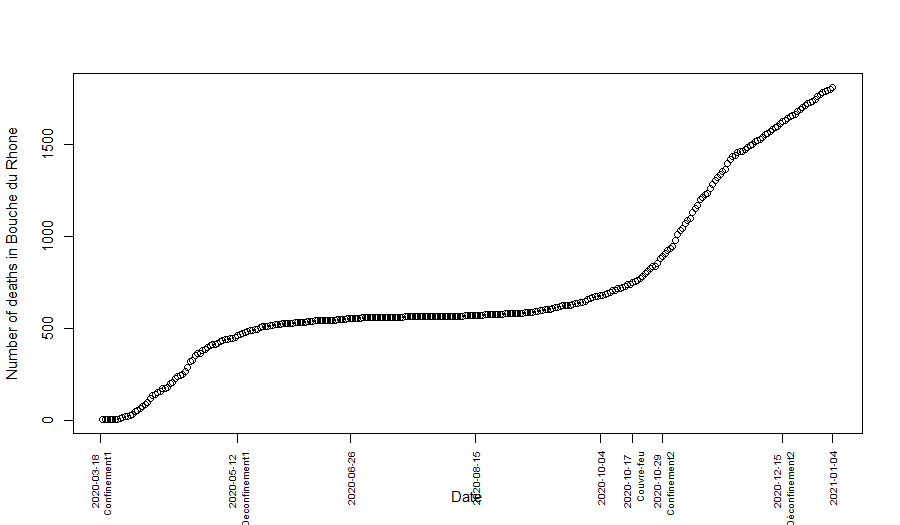 Number of deaths in Bouche du Rhone
1500
1000
500
0
2020-03-18
Confinement1
2020-05-12
Déconfinement1
2020-06-26
2020-08-15
2020-10-04
2020-10-17
Couvre-feu
2020-10-29
Confinement2
2020-12-15
Déconfinement2
2021-01-04
Date